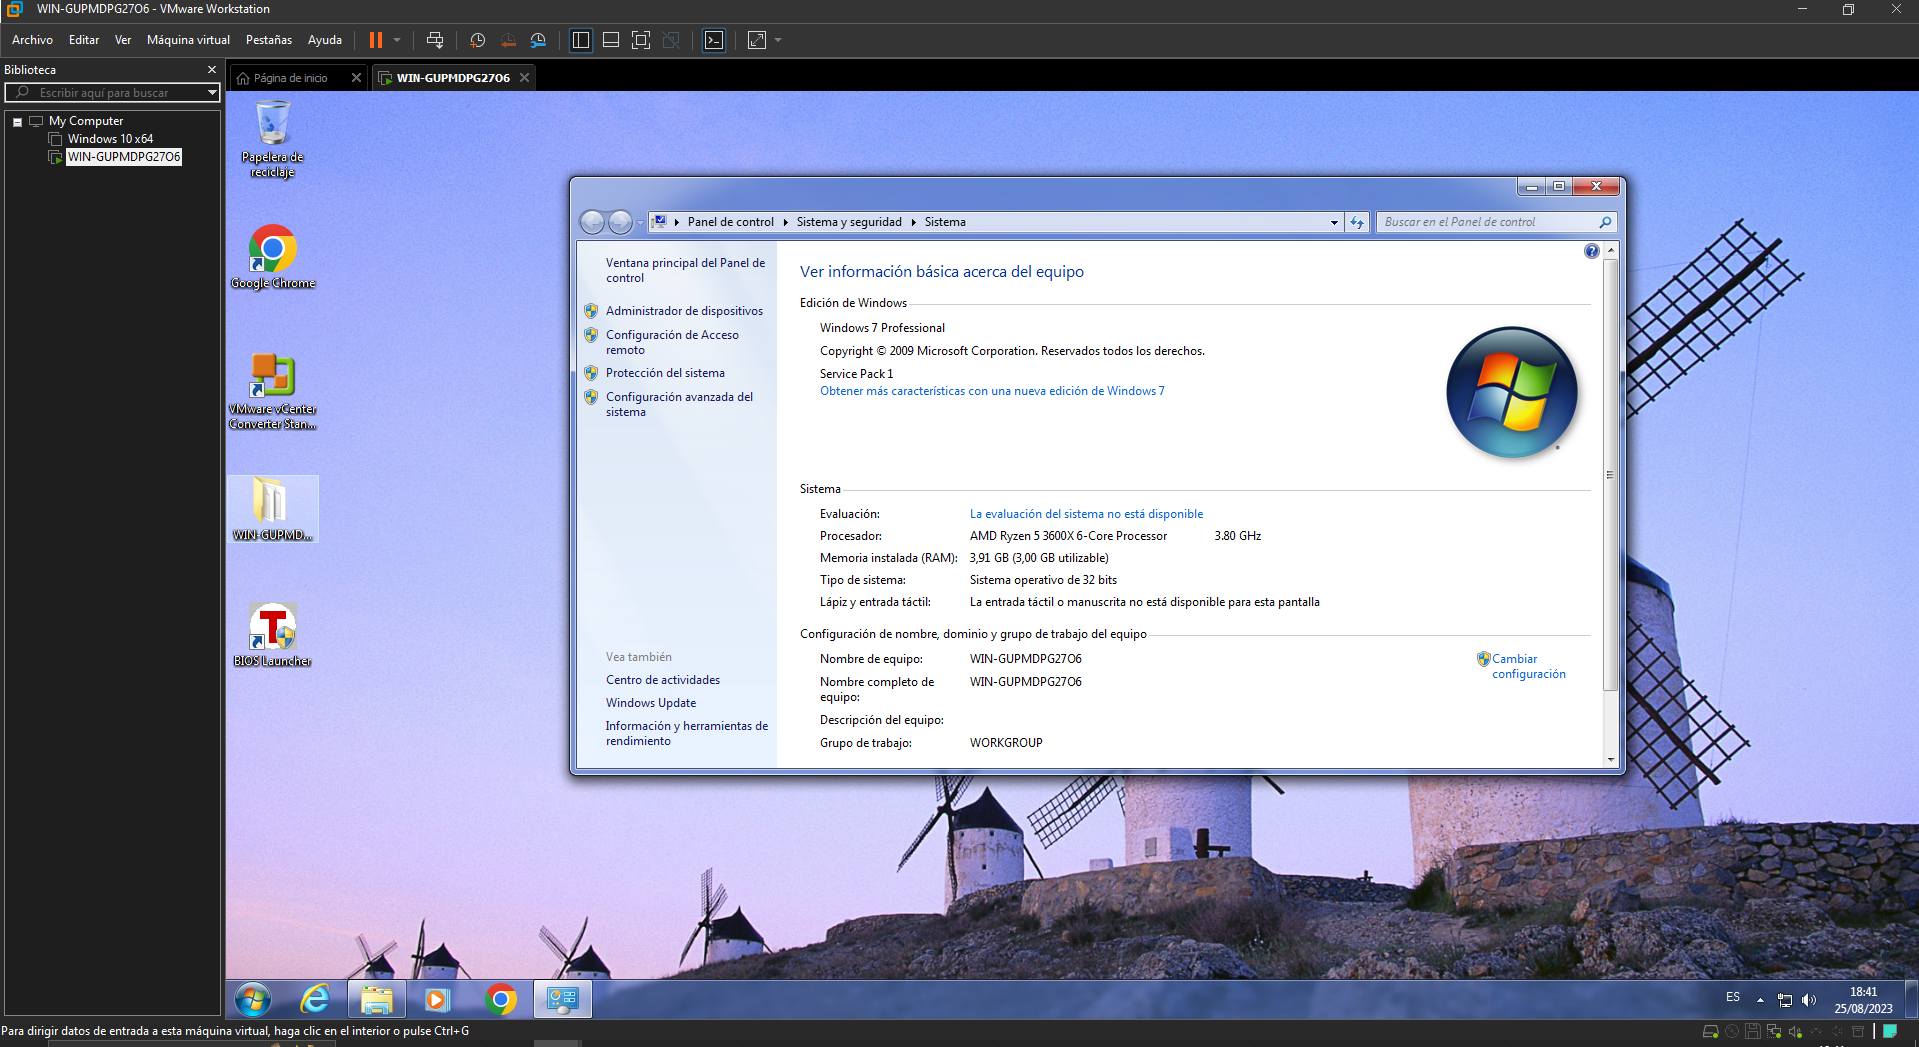 WIN-GUPMDPG27O6 - VMware Workstation
Archivo Editar Ver Máquina virtual Pestañas Ayuda
Biblioteca
Escribir aquí para buscar
My Computer
Windows 10 x64
WIN-GUPMDPG27O6
Página de inicio
WIN-GUPMDPG27O6
Papelera de
reciclaje
Google Chrome
VMware vCenter
Converter Stan...
WIN-GUPMD...
BIOS Launcher
Panel de control Sistema y seguridad Sistema
Buscar en el Panel de control
Ventana principal del Panel de
control
Administrador de dispositivos
Configuración de Acceso
remoto
Protección del sistema
Configuración avanzada del
sistema
Vea también
Centro de actividades
Windows Update
Información y herramientas de
rendimiento
Ver información básica acerca del equipo
Edición de Windows
Windows 7 Professional
Copyright © 2009 Microsoft Corporation. Reservados todos los derechos.
Service Pack 1
Obtener más características con una nueva edición de Windows 7
Sistema
Evaluación: La evaluación del sistema no está disponible
Procesador: AMD Ryzen 5 3600X 6-Core Processor 3.80 GHz
Memoria instalada (RAM): 3,91 GB (3,00 GB utilizable)
Tipo de sistema: Sistema operativo de 32 bits
Lápiz y entrada táctil: La entrada táctil o manuscrita no está disponible para esta pantalla
Configuración de nombre, dominio y grupo de trabajo del equipo
Nombre de equipo: WIN-GUPMDPG27O6
Cambiar
configuración
Nombre completo de
equipo: WIN-GUPMDPG27O6
Descripción del equipo:
Grupo de trabajo: WORKGROUP
ES
18:41
25/08/2023
Para dirigir datos de entrada a esta máquina virtual, haga clic en el interior o pulse Ctrl+G